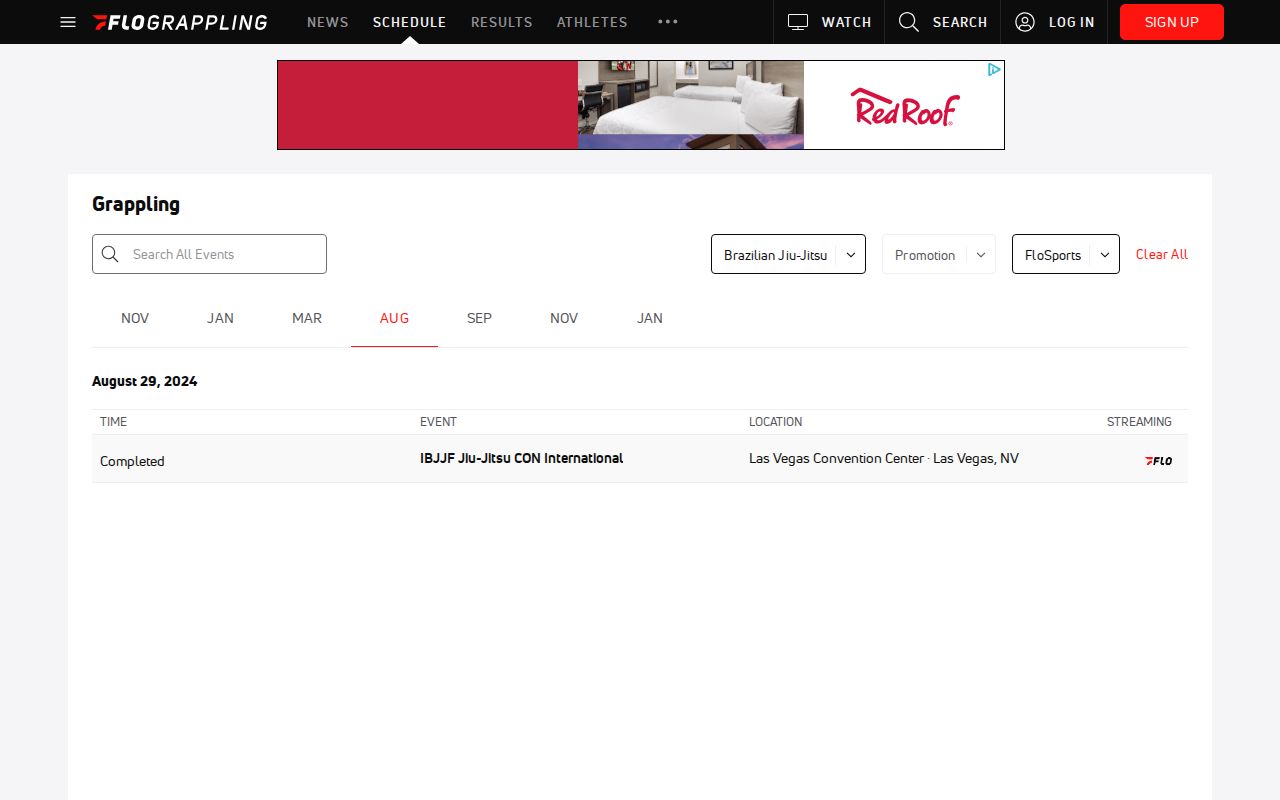 FLOGRAPPLING
NEWS
SCHEDULE
RESULTS
ATHLETES
WATCH
SEARCH
LOG IN
SIGN UP
Red Roof
Grappling
Search All Events
Brazilian Jiu-Jitsu
Promotion
FloSports
Clear All
NOV
JAN
MAR
AUG
SEP
NOV
JAN
August 29, 2024
TIME
EVENT
LOCATION
STREAMING
Completed
IBJJF Jiu-Jitsu CON International
Las Vegas Convention Center · Las Vegas, NV
FLO